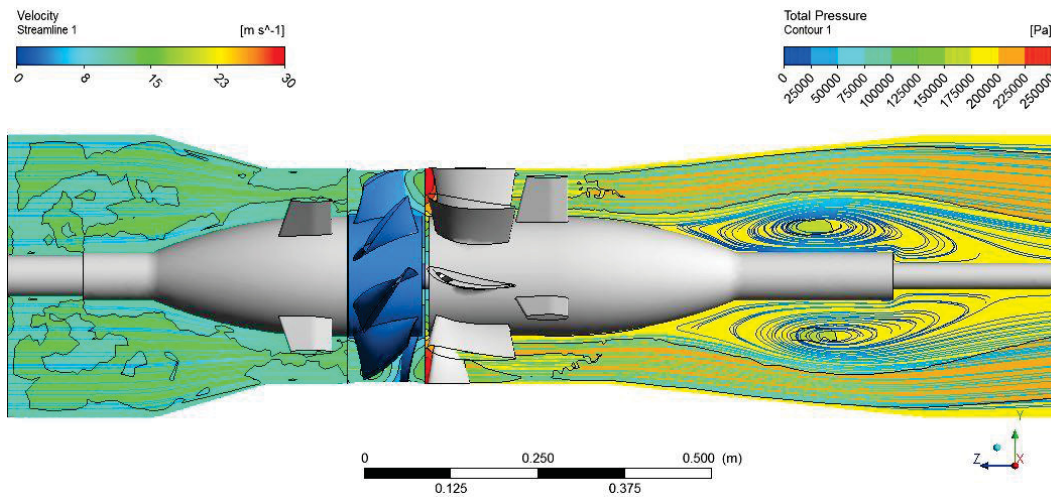 Velocity
Streamline 1
[m s^-1]
0 8 15 23 30
Total Pressure
Contour 1
[Pa]
0 25000 50000 75000 100000 125000 150000 175000 200000 225000 250000
0 0.250 0.500 (m)
0.125 0.375
Y
Z X